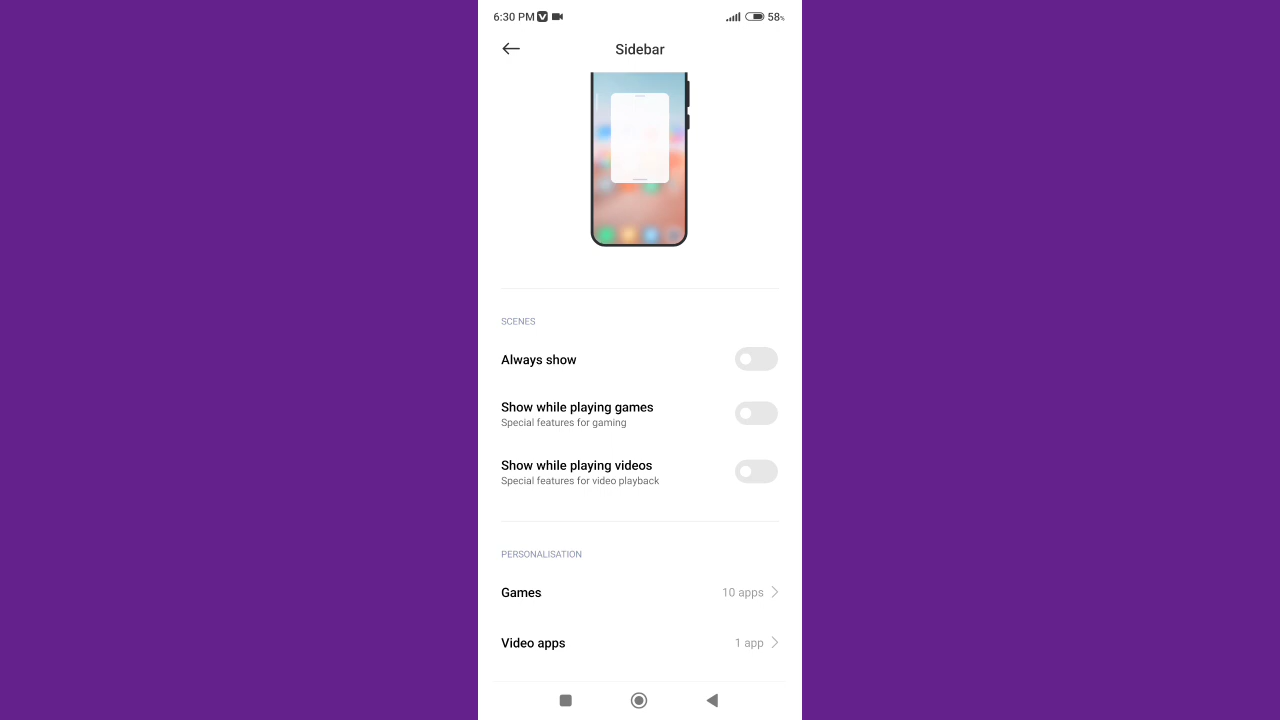 6:30 PM
58%
Sidebar
SCENES
Always show
Show while playing games
Special features for gaming
Show while playing videos
Special features for video playback
PERSONALISATION
Games 10 apps
Video apps 1 app